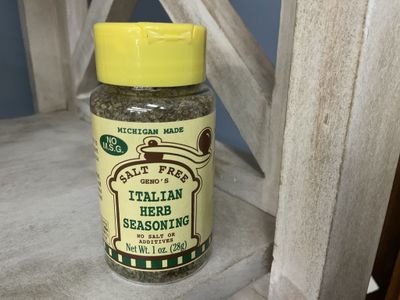 MICHIGAN MADE
NO
M.S.G.
SALT FREE
GENO'S
ITALIAN
HERB
SEASONING
NO SALT OR
ADDITIVES
Net Wt. 1 oz. (28g)